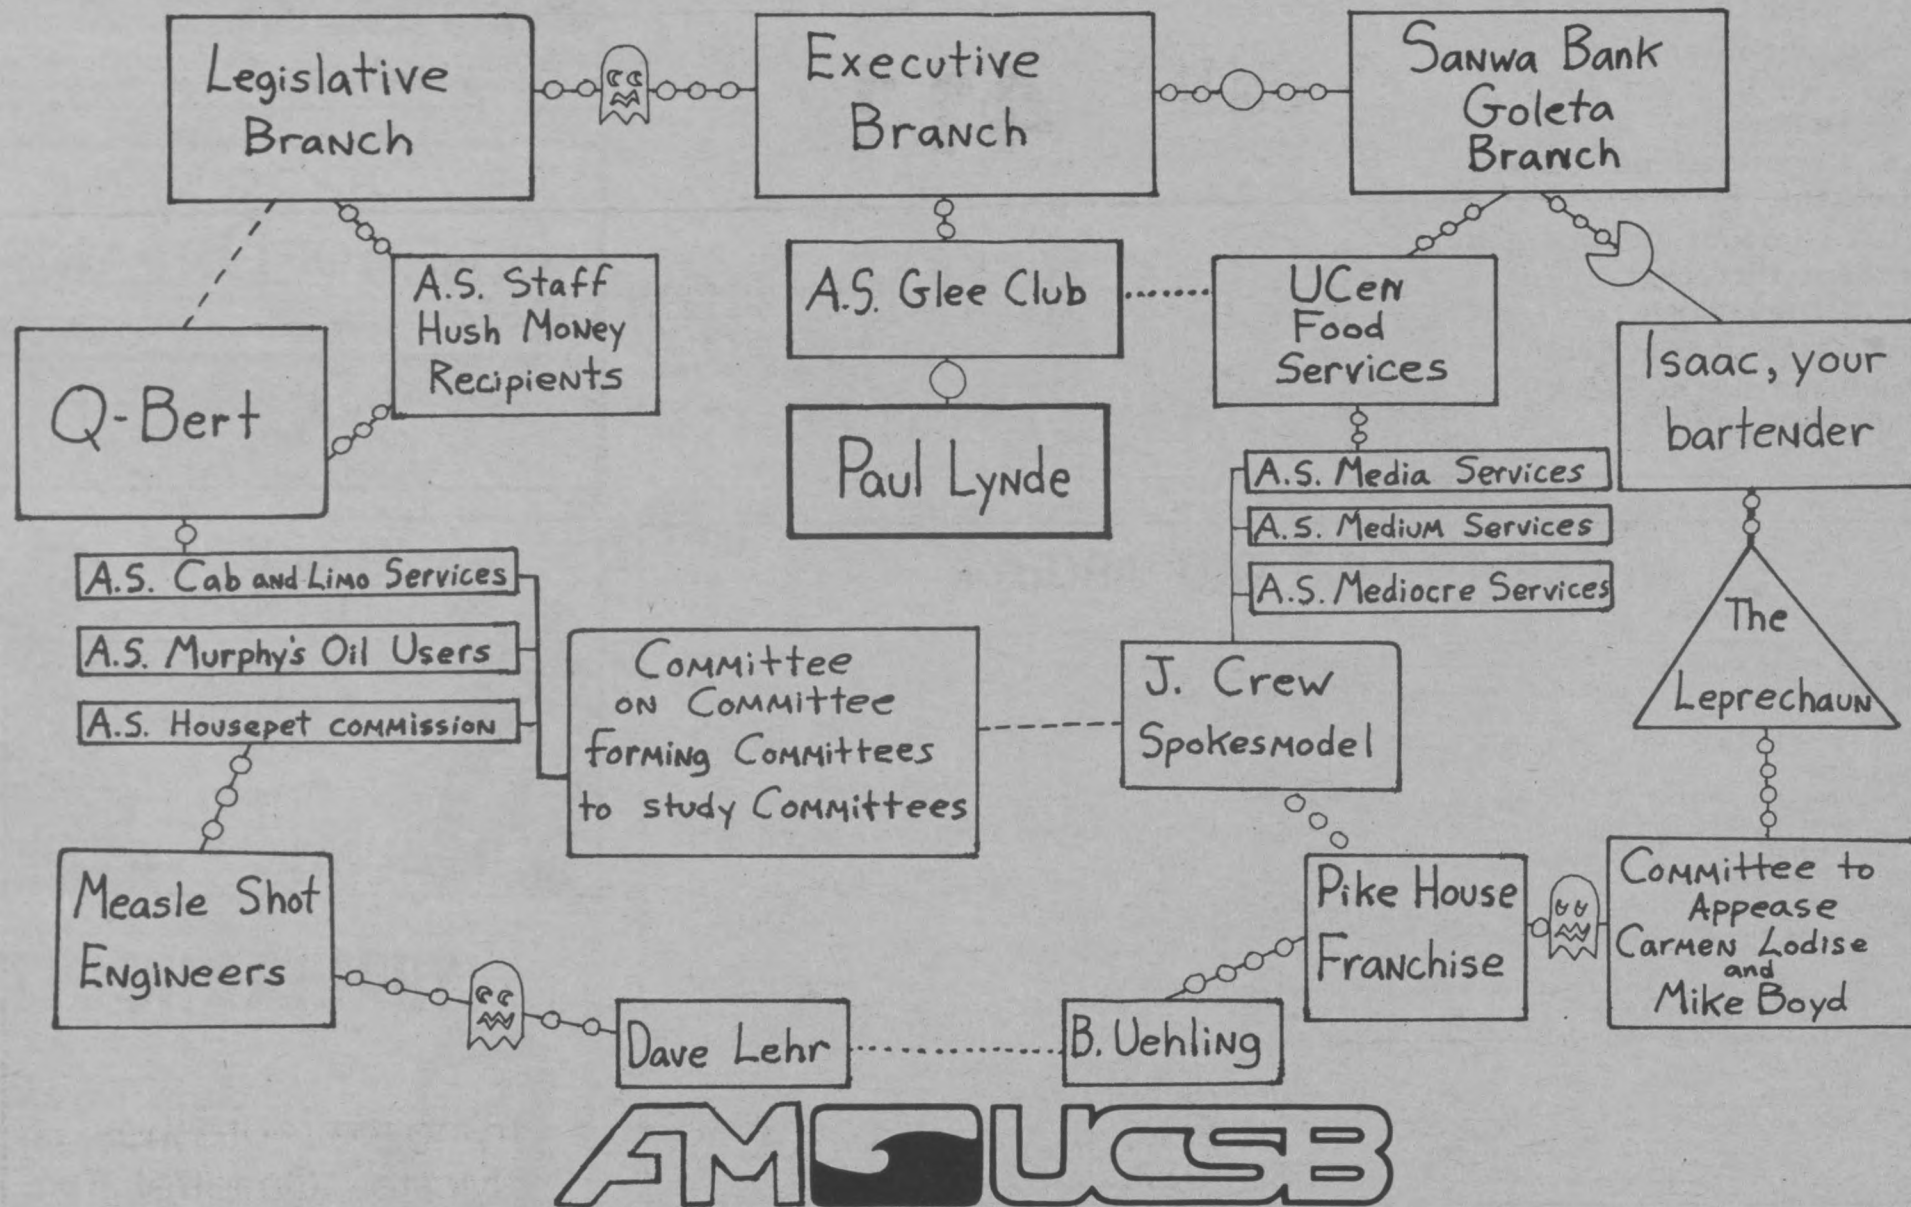 Legislative
Branch
Executive
Branch
Sanwa Bank
Goleta
Branch
A.S. Staff
Hush Money
Recipients
A.S. Glee Club
UCen
Food
Services
Q-Bert
Isaac, your
bartender
Paul Lynde
A.S. Media Services
A.S. Medium Services
A.S. Mediocre Services
A.S. Cab and Limo Services
A.S. Murphy's Oil Users
A.S. Housepet commission
Committee
on Committee
forming Committees
to study Committees
J. Crew
Spokesmodel
The
Leprechaun
Measle Shot
Engineers
Pike House
Franchise
Committee to
Appease
Carmen Lodise
and
Mike Boyd
Dave Lehr
B. Uehling
AM UCSB